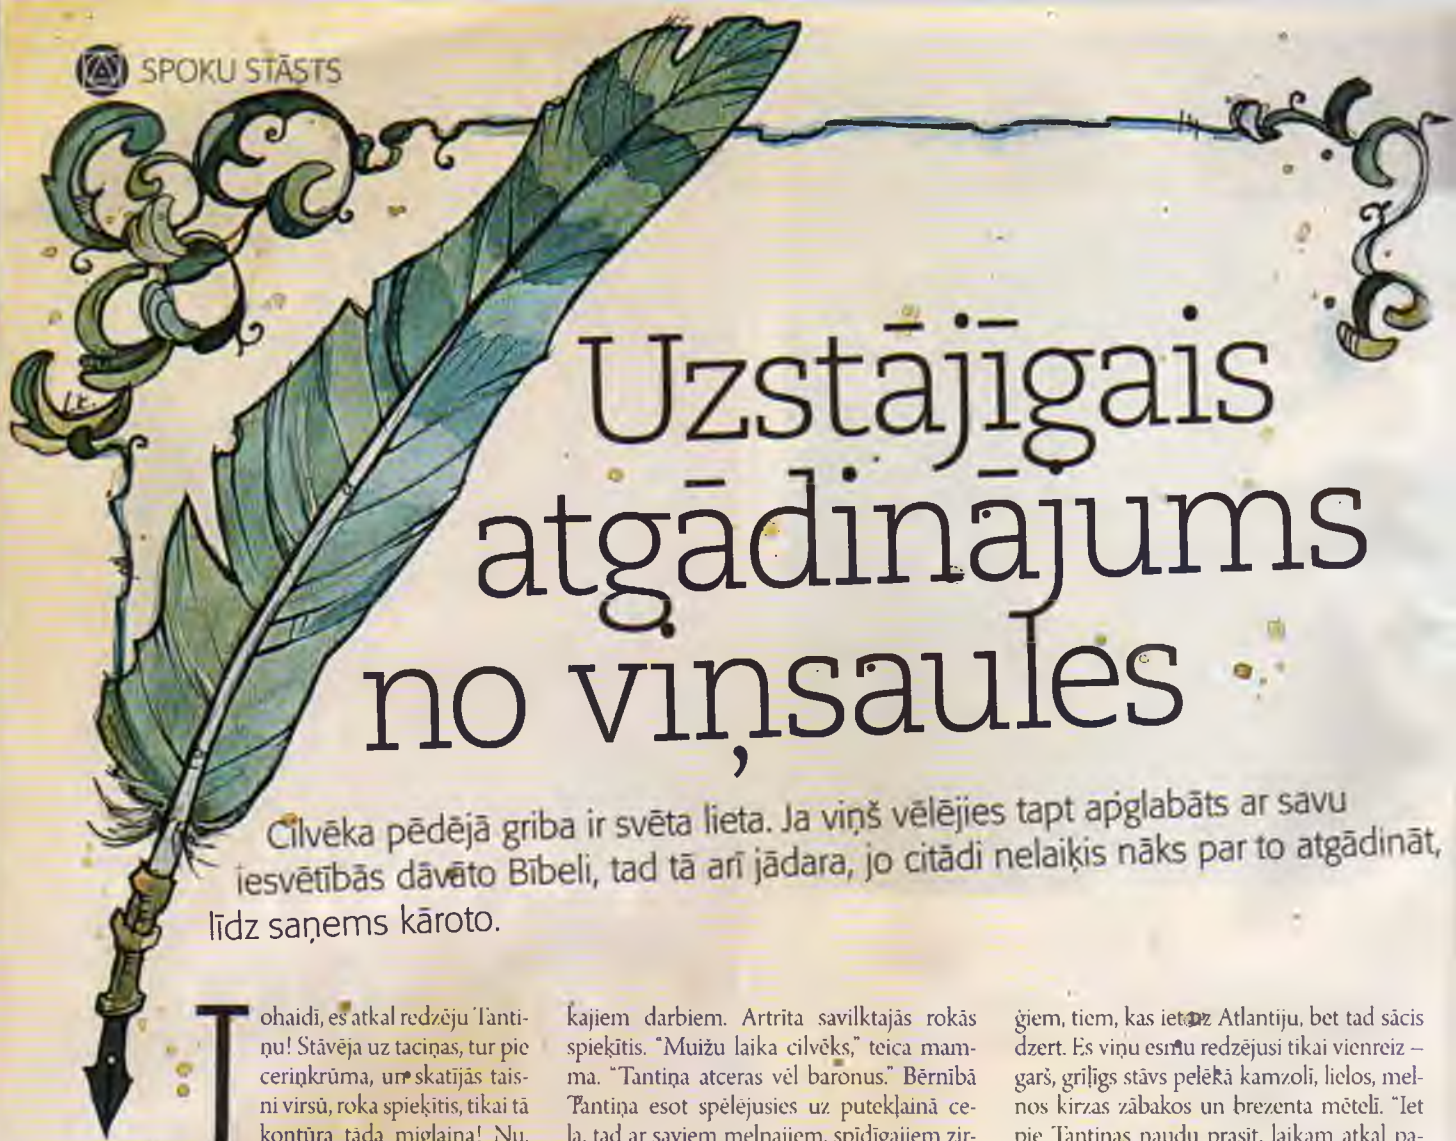 SPOKU STĀSTS
Uzstājīgais
atgādinājums
no viņsaules
Cilvēka pēdējā griba ir svēta lieta. Ja viņš vēlējies tapt apglabāts ar savu
iesvētībās dāvāto Bībeli, tad tā arī jādara, jo citādi nelaiķis nāks par to atgādināt,
līdz saņems kāroto.
Tohaidī, es atkal redzēju Tanti-
ņu! Stāvēja uz taciņas, tur pie
ceriņkrūma, un skatījās tais-
ni virsū, roka spieķītis, tikai tā
kontūra tāda miglaina! Nu,
kajiem darbiem. Artrīta savilktajās rokās
spieķītis. "Muižu laika cilvēks," teica mam-
ma. "Tantiņa atceras vēl baronus." Bērnībā
Tantiņa esot spēlējusies uz putekļainā ce-
ļa, tad ar saviem melnajiem, spīdīgajiem zir-
ģiem, tiem, kas iet uz Atlantiju, bet tad sācis
dzert. Es viņu esmu redzējusi tikai vienreiz –
garš, grīļīgs stāvs pelēkā kamzolī, lielos, mel-
nos kirzas zābakos un brezenta mētelī. "Iet
pie Tantiņas naudu prasīt, laikam atkal pa-